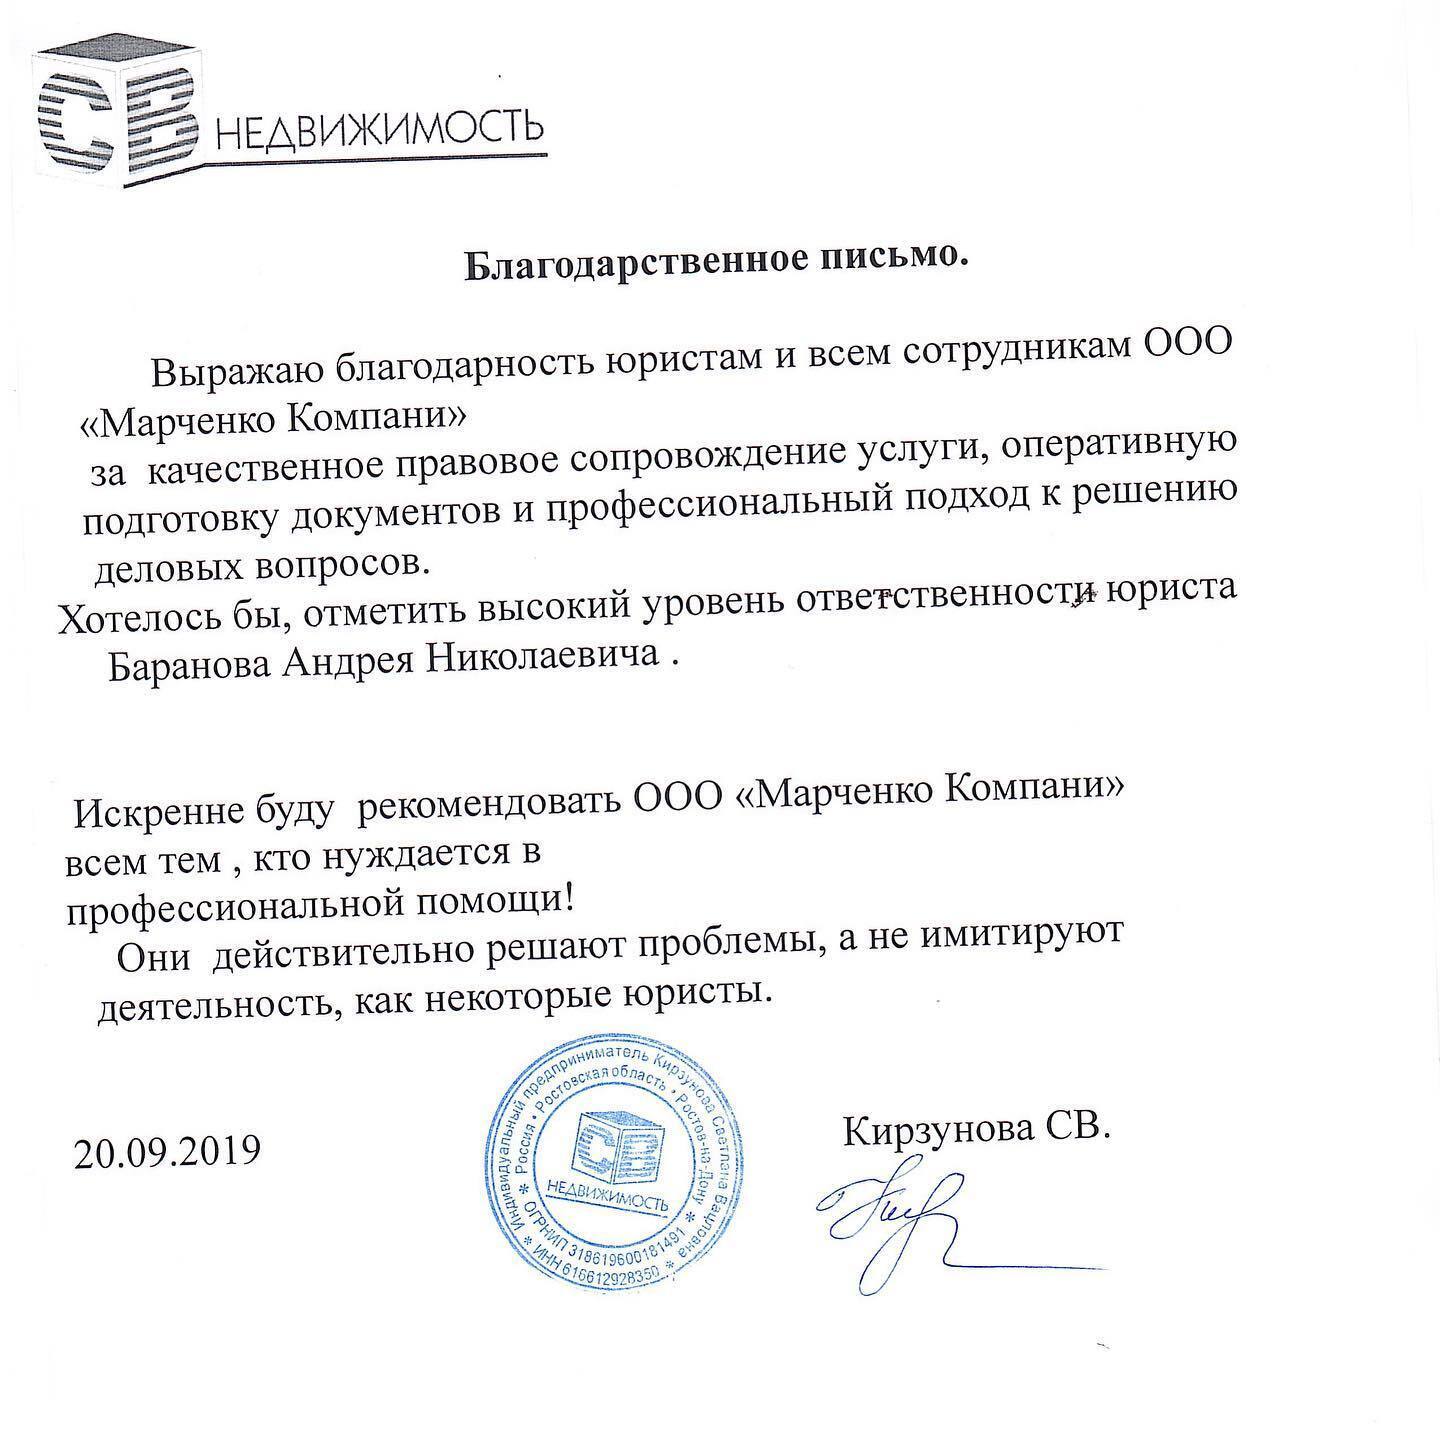 СВ НЕДВИЖИМОСТЬ
Благодарственное письмо.
Выражаю благодарность юристам и всем сотрудникам ООО
«Марченко Компани»
за качественное правовое сопровождение услуги, оперативную
подготовку документов и профессиональный подход к решению
деловых вопросов.
Хотелось бы, отметить высокий уровень ответственности юриста
Баранова Андрея Николаевича .
Искренне буду рекомендовать ООО «Марченко Компани»
всем тем , кто нуждается в
профессиональной помощи!
Они действительно решают проблемы, а не имитируют
деятельность, как некоторые юристы.
20.09.2019
Кирзунова СВ.
Индивидуальный предприниматель Кирзунова Светлана Вацловна
* Россия • Ростовская область • Ростов-на-Дону *
СВ
НЕДВИЖИМОСТЬ
ОГРНИП 318619600181491
* ИНН 616612928350 *